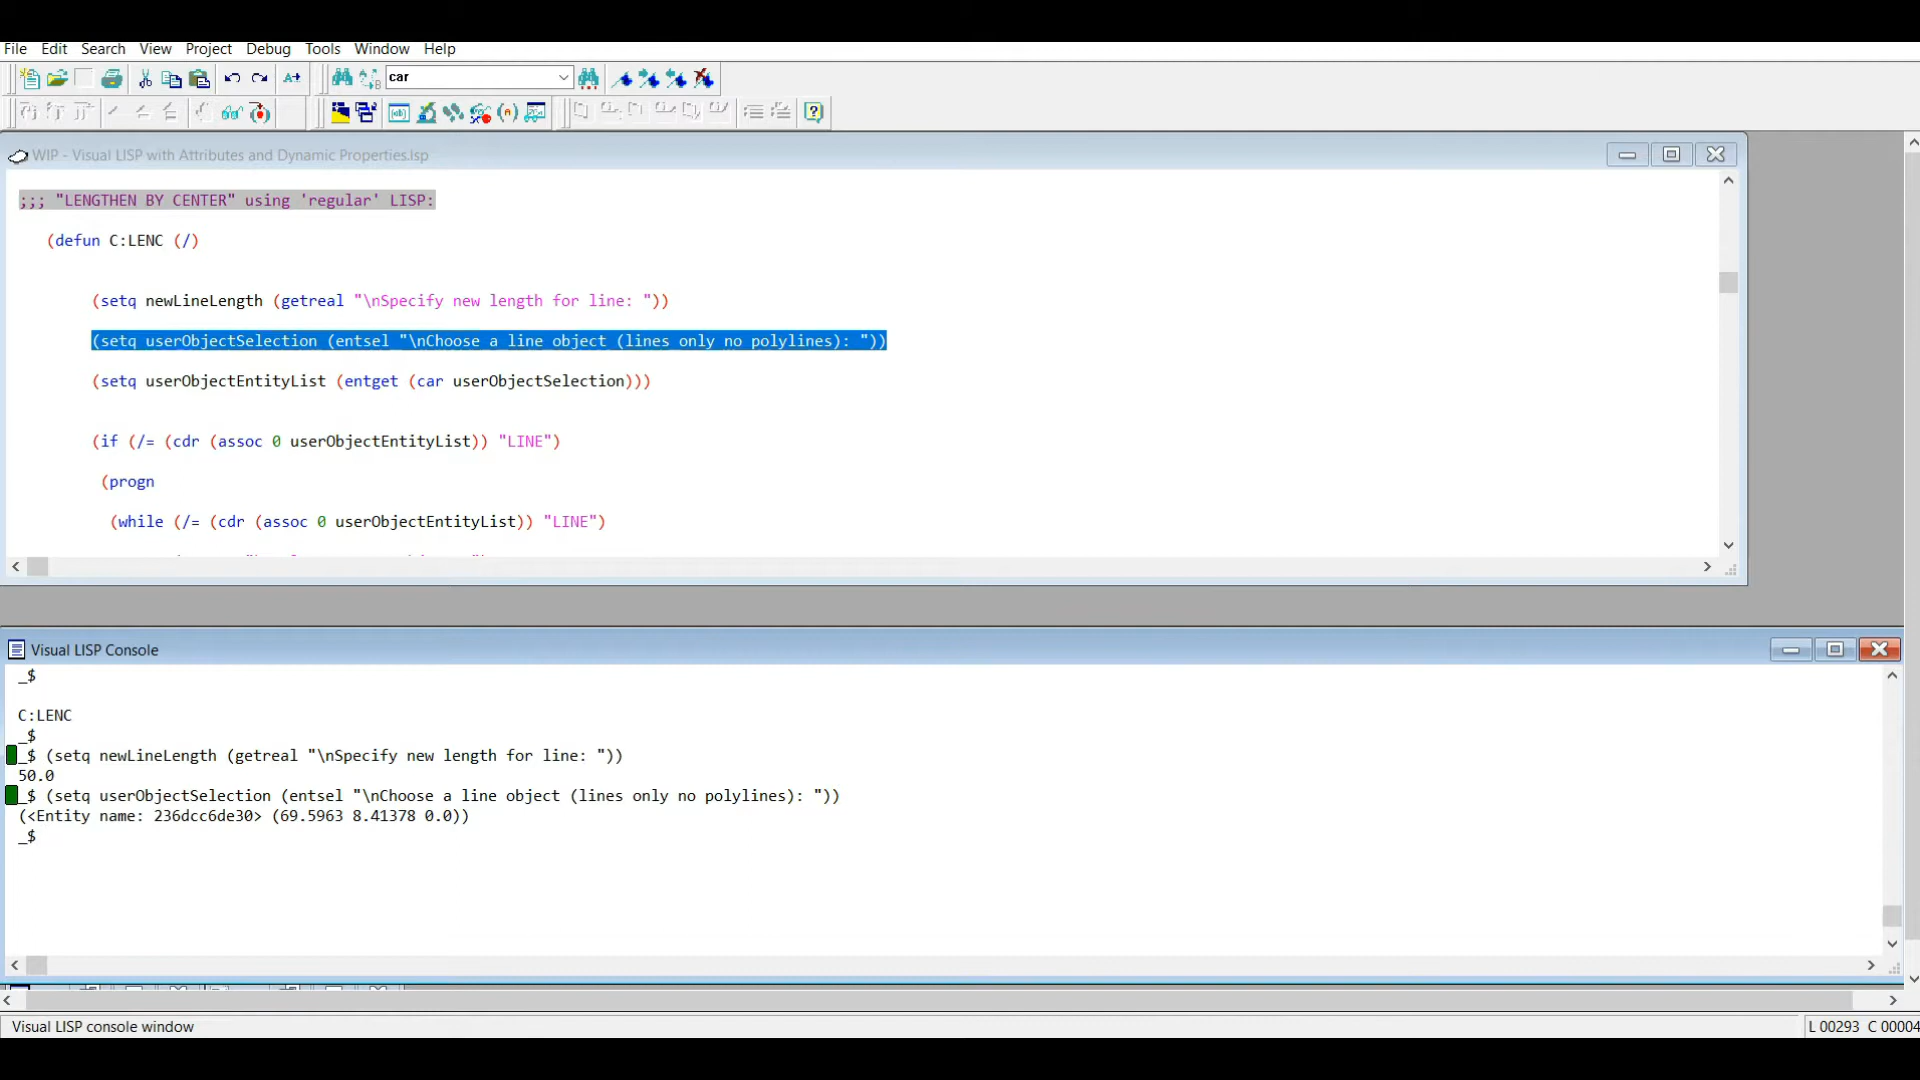 File Edit Search View Project Debug Tools Window Help
car
WIP - Visual LISP with Attributes and Dynamic Properties.lsp
;;; "LENGTHEN BY CENTER" using 'regular' LISP:
(defun C:LENC (/)
(setq newLineLength (getreal "\nSpecify new length for line: "))
(setq userObjectSelection (entsel "\nChoose a line object (lines only no polylines): "))
(setq userObjectEntityList (entget (car userObjectSelection)))
(if (/= (cdr (assoc 0 userObjectEntityList)) "LINE")
(progn
(while (/= (cdr (assoc 0 userObjectEntityList)) "LINE")
Visual LISP Console
_$
C:LENC
_$
_$ (setq newLineLength (getreal "\nSpecify new length for line: "))
50.0
_$ (setq userObjectSelection (entsel "\nChoose a line object (lines only no polylines): "))
(<Entity name: 236dcc6de30> (69.5963 8.41378 0.0))
_$
Visual LISP console window
L 00293 C 00004